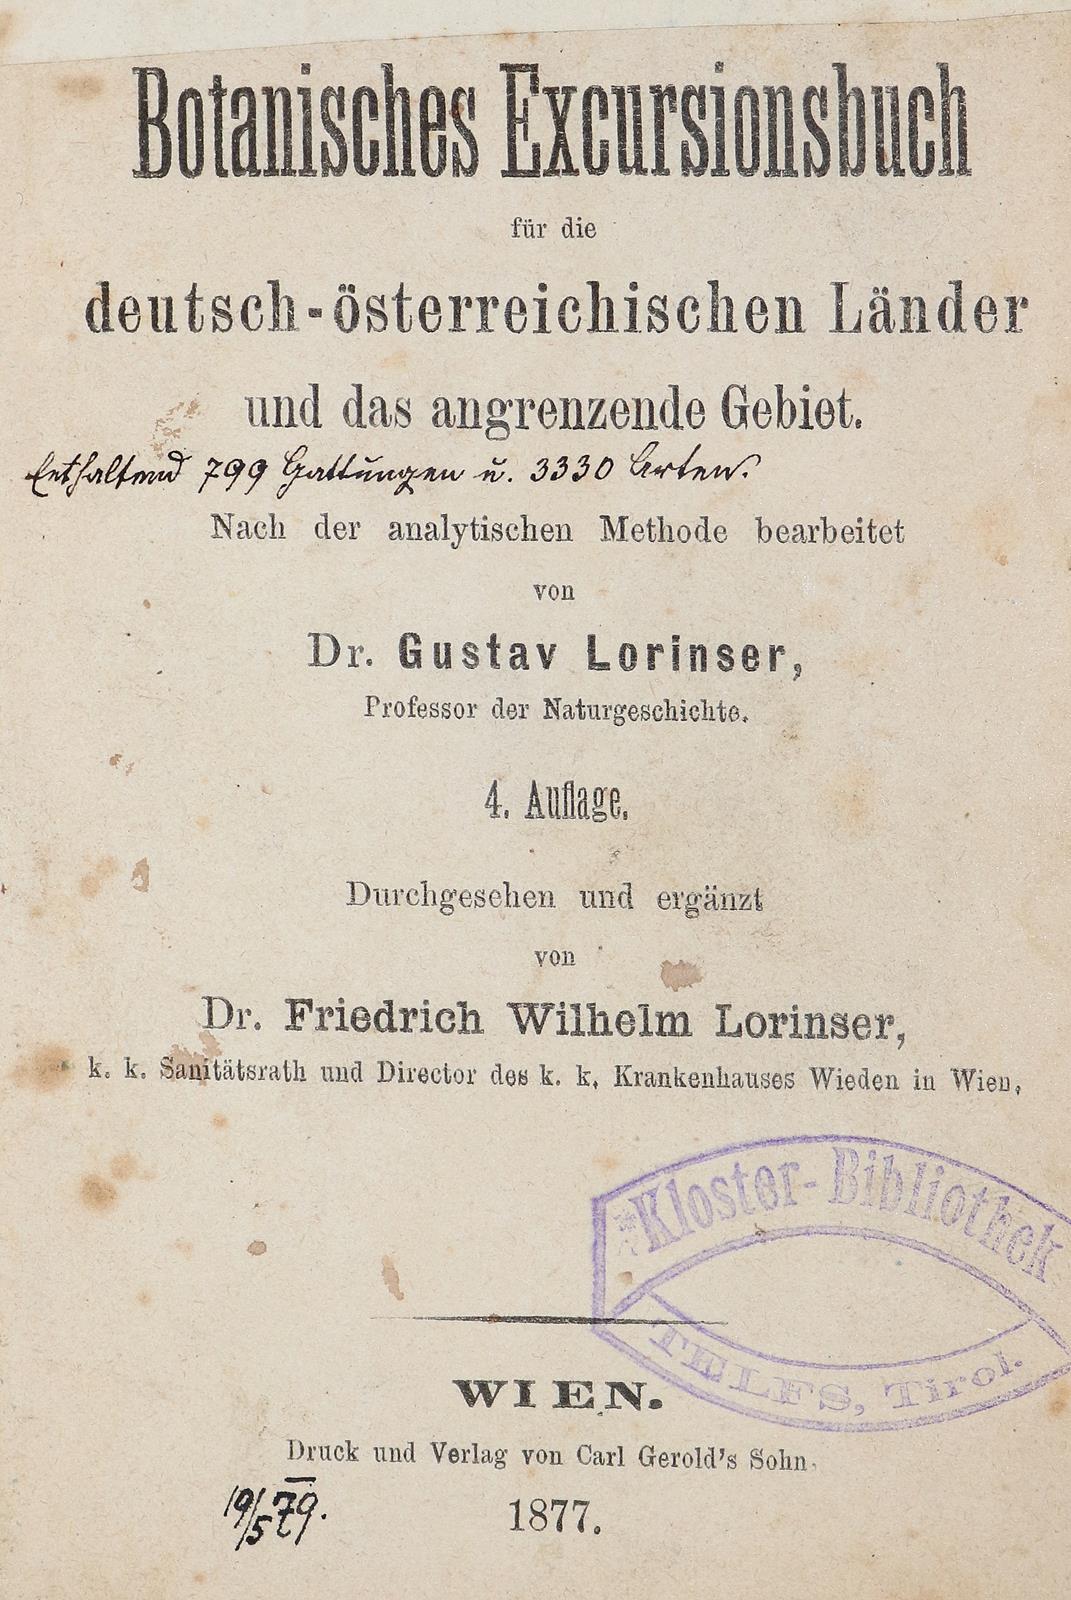 Botanisches Excursionsbuch
für die
deutsch-österreichischen Länder
und das angrenzende Gebiet.
Enthaltend 799 Gattungen u. 3330 Arten.
Nach der analytischen Methode bearbeitet
von
Dr. Gustav Lorinser,
Professor der Naturgeschichte.
4. Auflage.
Durchgesehen und ergänzt
von
Dr. Friedrich Wilhelm Lorinser,
k. k. Sanitätsrath und Director des k. k. Krankenhauses Wieden in Wien.
Kloster-Bibliothek
TELFS, Tirol.
WIEN.
Druck und Verlag von Carl Gerold's Sohn.
19/5 79.
1877.